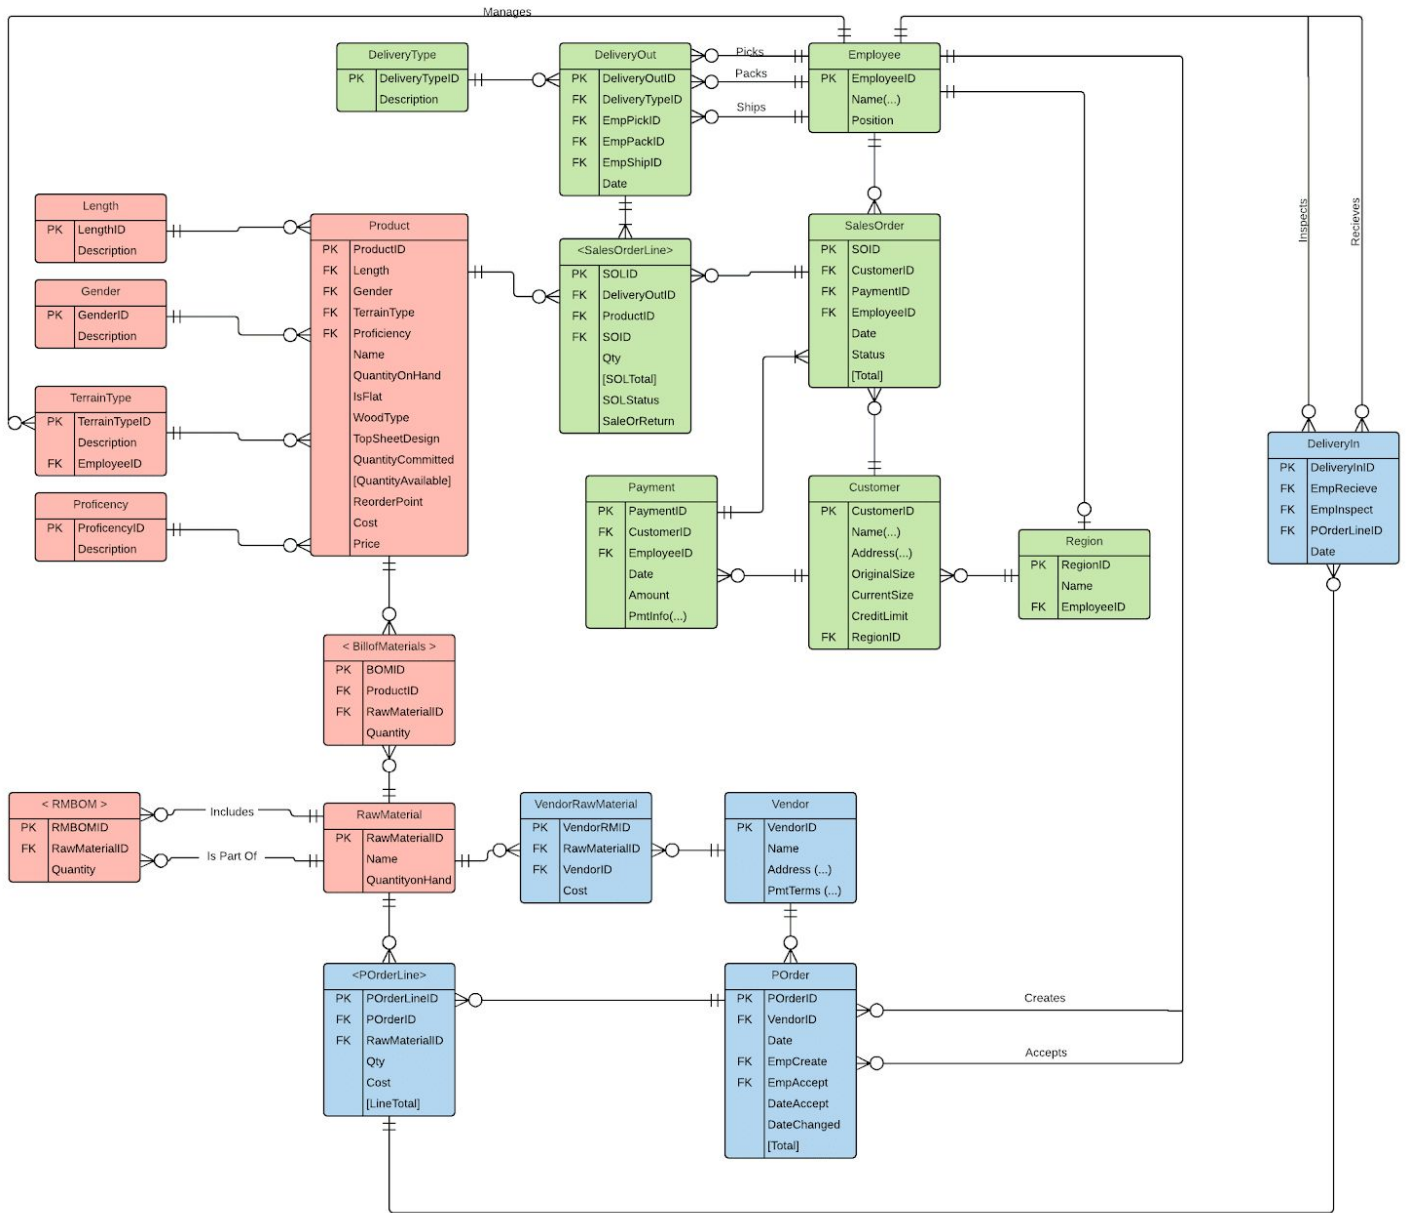 Manages
DeliveryType
PK DeliveryTypeID
Description
DeliveryOut
PK DeliveryOutID
FK DeliveryTypeID
FK EmpPickID
FK EmpPackID
FK EmpShipID
Date
Picks
Packs
Ships
Employee
PK EmployeeID
Name(...)
Position
Inspects
Recieves
Length
PK LengthID
Description
Gender
PK GenderID
Description
TerrainType
PK TerrainTypeID
Description
FK EmployeeID
Proficency
PK ProficencyID
Description
Product
PK ProductID
FK Length
FK Gender
FK TerrainType
FK Proficiency
Name
QuantityOnHand
IsFlat
WoodType
TopSheetDesign
QuantityCommitted
[QuantityAvailable]
ReorderPoint
Cost
Price
<SalesOrderLine>
PK SOLID
FK DeliveryOutID
FK ProductID
FK SOID
Qty
[SOLTotal]
SOLStatus
SaleOrReturn
SalesOrder
PK SOID
FK CustomerID
FK PaymentID
FK EmployeeID
Date
Status
[Total]
Payment
PK PaymentID
FK CustomerID
FK EmployeeID
Date
Amount
PmtInfo(...)
Customer
PK CustomerID
Name(...)
Address(...)
OriginalSize
CurrentSize
CreditLimit
FK RegionID
Region
PK RegionID
Name
FK EmployeeID
DeliveryIn
PK DeliveryInID
FK EmpRecieve
FK EmpInspect
FK POrderLineID
Date
< BillofMaterials >
PK BOMID
FK ProductID
FK RawMaterialID
Quantity
< RMBOM >
PK RMBOMID
FK RawMaterialID
Quantity
Includes
Is Part Of
RawMaterial
PK RawMaterialID
Name
QuantityonHand
VendorRawMaterial
PK VendorRMID
FK RawMaterialID
FK VendorID
Cost
Vendor
PK VendorID
Name
Address (...)
PmtTerms (...)
<POrderLine>
PK POrderLineID
FK POrderID
FK RawMaterialID
Qty
Cost
[LineTotal]
POrder
PK POrderID
FK VendorID
Date
FK EmpCreate
FK EmpAccept
DateAccept
DateChanged
[Total]
Creates
Accepts